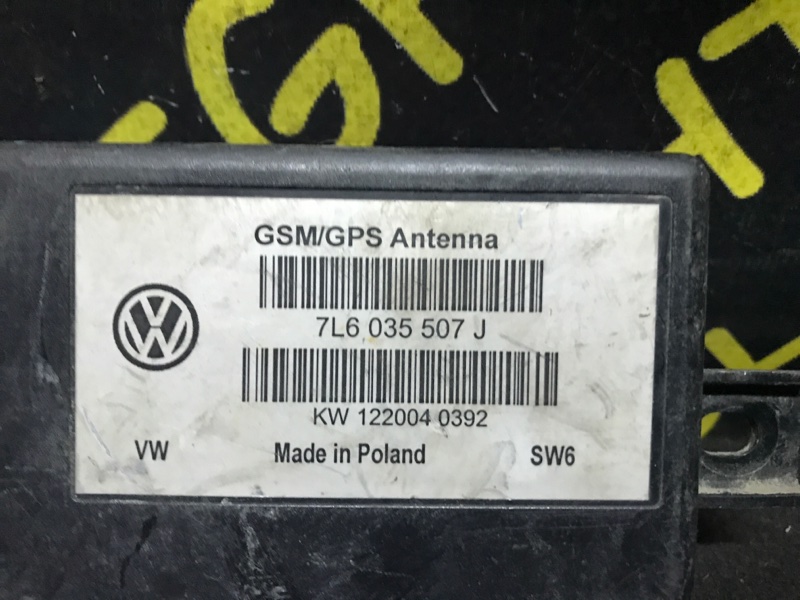 GSM/GPS Antenna
7L6 035 507 J
KW 122004 0392
VW Made in Poland SW6